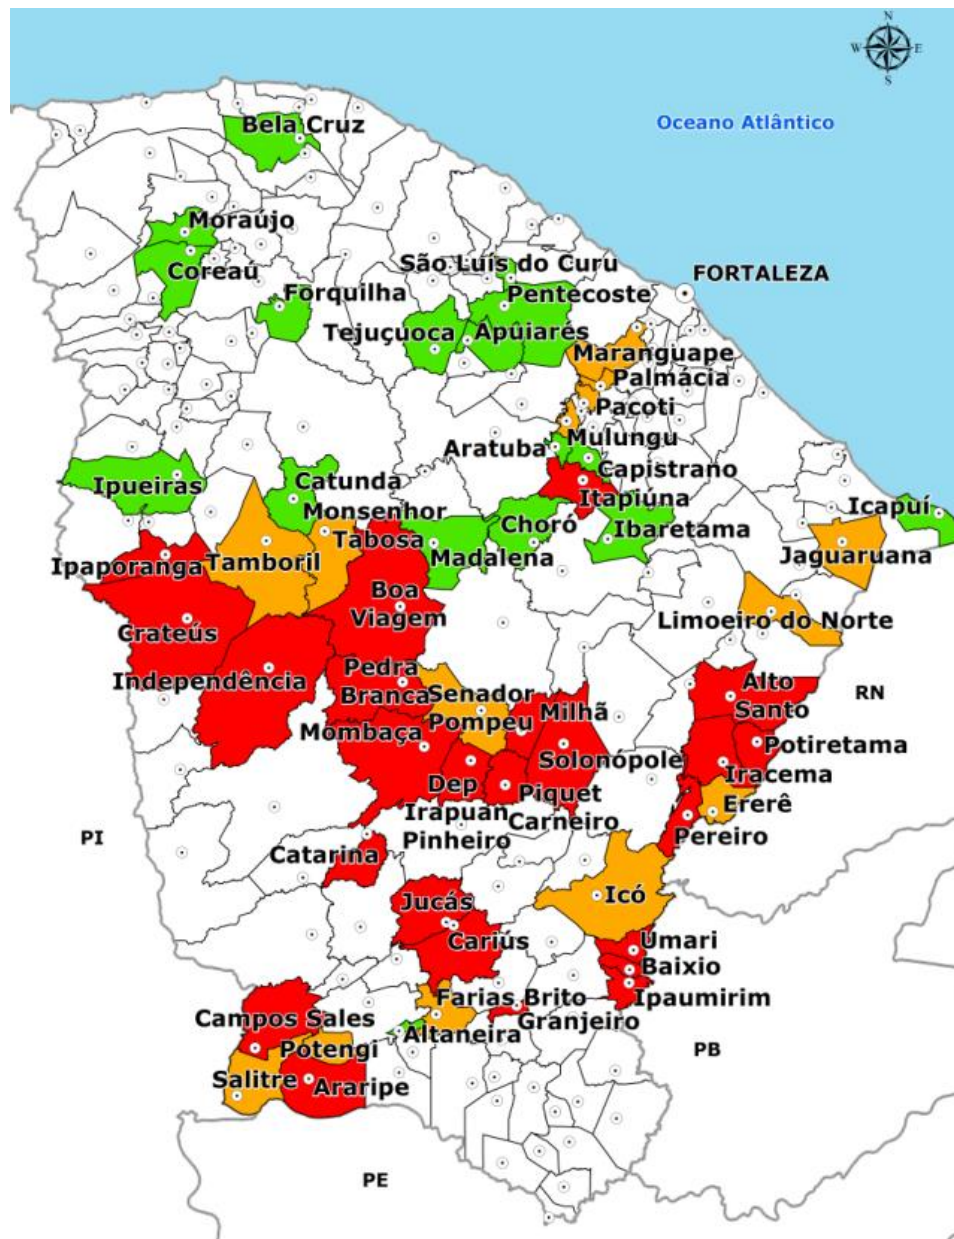 N
W E
S
Oceano Atlântico
Bela Cruz
Moraújo
Coreaú
São Luís do Curu
FORTALEZA
Forquilha
Pentecoste
Tejuçuoca
Apuiarés
Maranguape
Palmácia
Pacoti
Aratuba
Mulungu
Capistrano
Ipueiras
Catunda
Itapiúna
Monsenhor
Tabosa
Choró
Ibaretama
Icapuí
Madalena
Jaguaruana
Ipaporanga
Tamboril
Boa
Viagem
Crateús
Limoeiro do Norte
Independência
Pedra
Branca
Senador
Pompeu
Alto
Santo
RN
Mombaça
Milhã
Solonópole
Potiretama
Iracema
Dep
Irapuan
Pinheiro
Piquet
Carneiro
Ererê
Pereiro
PI
Catarina
Jucás
Icó
Cariús
Umari
Baixio
Ipaumirim
Farias Brito
Campos Sales
Altaneira
Granjeiro
Potengi
PB
Salitre
Araripe
PE